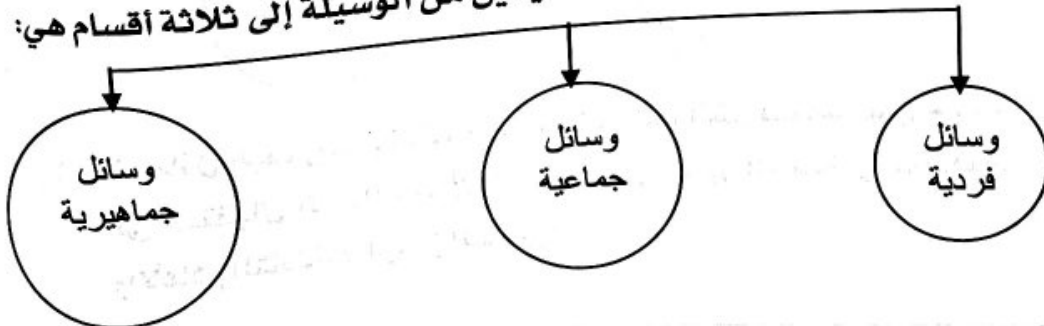 من الوسيلة إلى ثلاثة أقسام هي:
وسائل
فردية
وسائل
جماعية
وسائل
جماهيرية